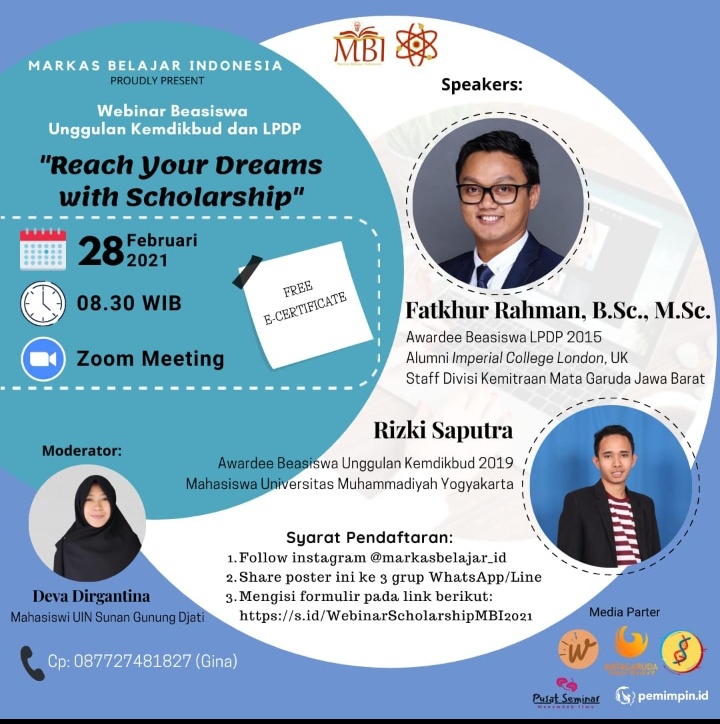 MARKAS BELAJAR INDONESIA
PROUDLY PRESENT
Webinar Beasiswa
Unggulan Kemdikbud dan LPDP
"Reach Your Dreams
with Scholarship"
28 Februari
2021
08.30 WIB
Zoom Meeting
FREE
E-CERTIFICATE
MBI
Speakers:
Fatkhur Rahman, B.Sc., M.Sc.
Awardee Beasiswa LPDP 2015
Alumni Imperial College London, UK
Staff Divisi Kemitraan Mata Garuda Jawa Barat
Rizki Saputra
Awardee Beasiswa Unggulan Kemdikbud 2019
Mahasiswa Universitas Muhammadiyah Yogyakarta
Moderator:
Deva Dirgantina
Mahasiswi UIN Sunan Gunung Djati
Syarat Pendaftaran:
1. Follow instagram @markasbelajar_id
2. Share poster ini ke 3 grup WhatsApp/Line
3. Mengisi formulir pada link berikut:
https://s.id/WebinarScholarshipMBI2021
Cp: 087727481827 (Gina)
Media Parter
MATAGARUDA
Pusat Seminar
pemimpin.id